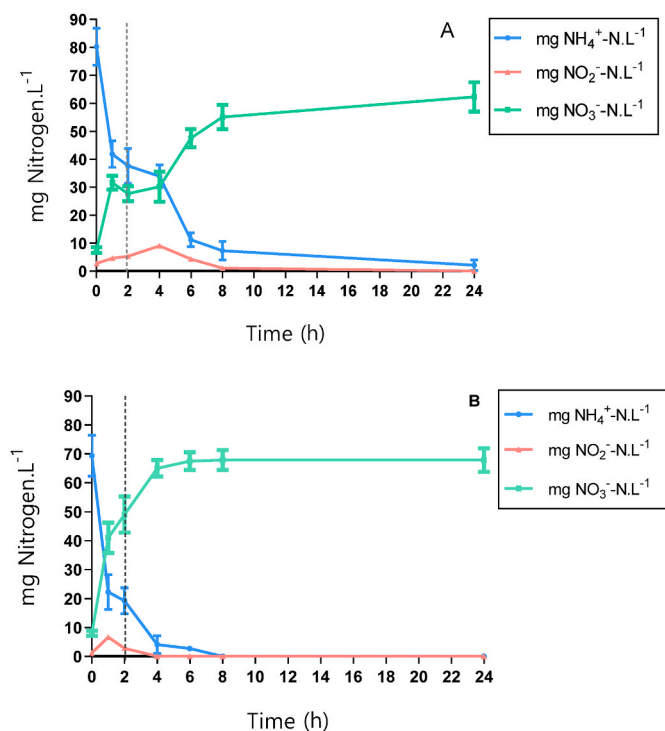 A
mg NH₄⁺-N.L⁻¹
mg NO₂⁻-N.L⁻¹
mg NO₃⁻-N.L⁻¹
mg Nitrogen.L⁻¹
90
80
70
60
50
40
30
20
10
0
0 2 4 6 8 10 12 14 16 18 20 22 24
Time (h)
B
mg NH₄⁺-N.L⁻¹
mg NO₂⁻-N.L⁻¹
mg NO₃⁻-N.L⁻¹
mg Nitrogen.L⁻¹
90
80
70
60
50
40
30
20
10
0
0 2 4 6 8 10 12 14 16 18 20 22 24
Time (h)